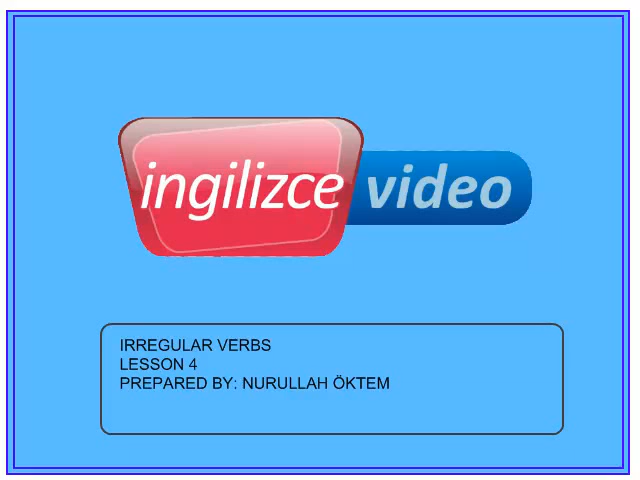 ingilizce video
IRREGULAR VERBS
LESSON 4
PREPARED BY: NURULLAH ÖKTEM